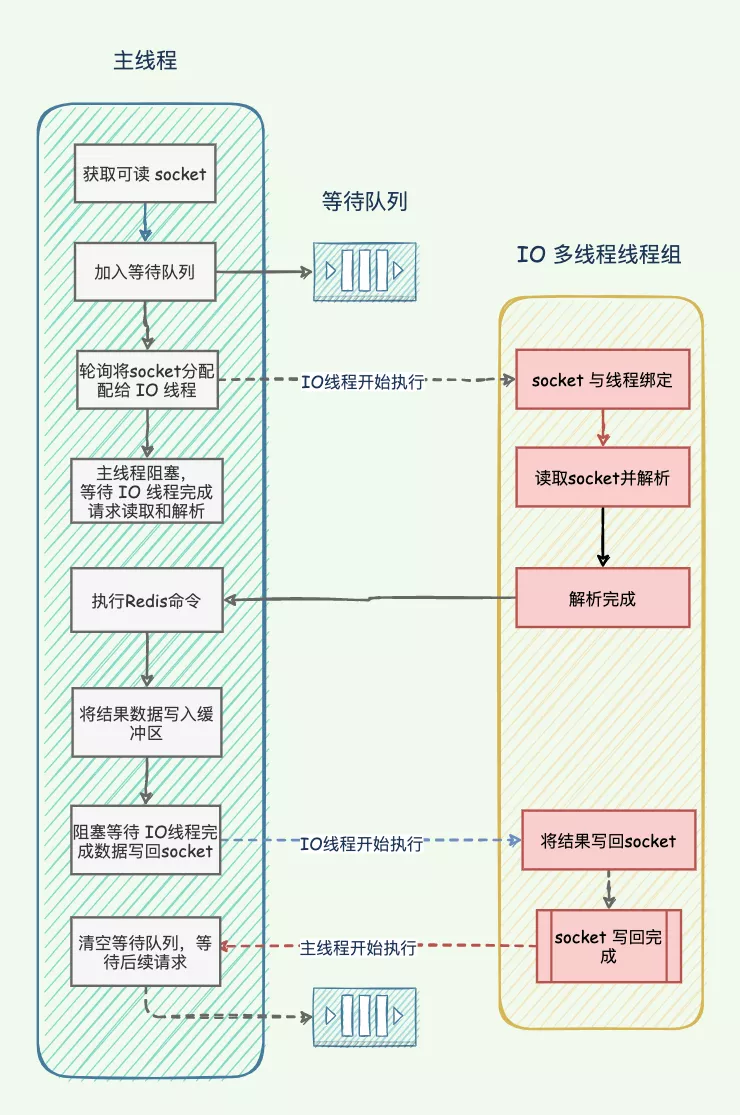 主线程
获取可读 socket
等待队列
加入等待队列
IO 多线程线程组
轮询将socket分配
配给 IO 线程
IO线程开始执行
socket 与线程绑定
主线程阻塞，
等待 IO 线程完成
请求读取和解析
读取socket并解析
执行Redis命令
解析完成
将结果数据写入缓
冲区
阻塞等待 IO线程完
成数据写回socket
IO线程开始执行
将结果写回socket
清空等待队列，等
待后续请求
主线程开始执行
socket 写回完
成